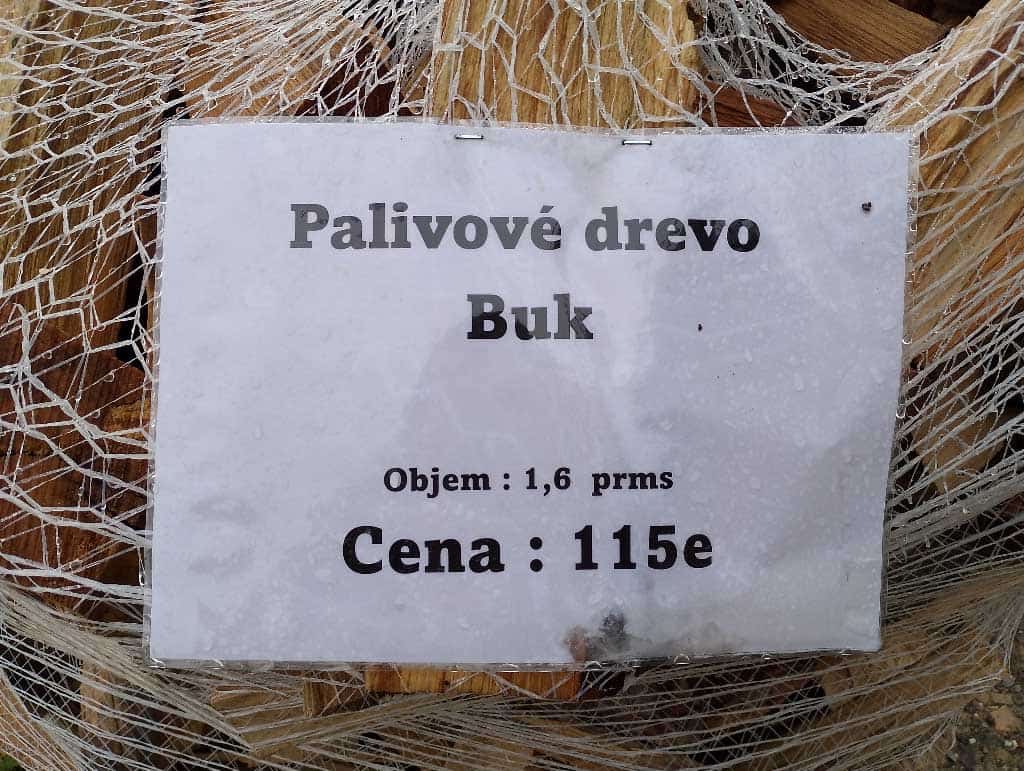 Palivové drevo
Buk
Objem : 1,6 prms
Cena : 115e